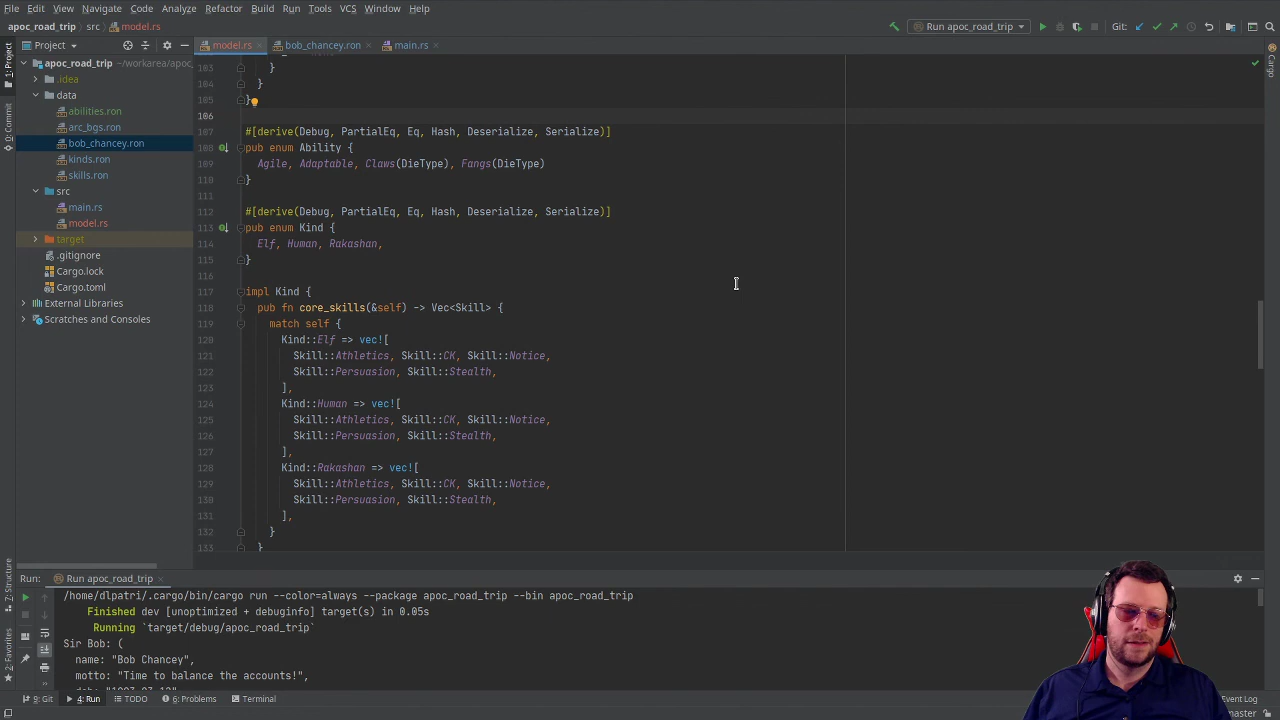 File Edit View Navigate Code Analyze Refactor Build Run Tools VCS Window Help
apoc_road_trip src model.rs Run apoc_road_trip Git:
1: Project
Project
model.rs bob_chancey.ron main.rs
Cargo
apoc_road_trip ~/workarea/apoc_
.idea
data
abilities.ron
arc_bgs.ron
bob_chancey.ron
kinds.ron
skills.ron
src
main.rs
model.rs
target
.gitignore
Cargo.lock
Cargo.toml
External Libraries
Scratches and Consoles
0: Commit
103 }
104 }
105 }
106
107 #[derive(Debug, PartialEq, Eq, Hash, Deserialize, Serialize)]
108 pub enum Ability {
109 Agile, Adaptable, Claws(DieType), Fangs(DieType)
110 }
111
112 #[derive(Debug, PartialEq, Eq, Hash, Deserialize, Serialize)]
113 pub enum Kind {
114 Elf, Human, Rakashan,
115 }
116
117 impl Kind {
118 pub fn core_skills(&self) -> Vec<Skill> {
119 match self {
120 Kind::Elf => vec![
121 Skill::Athletics, Skill::CK, Skill::Notice,
122 Skill::Persuasion, Skill::Stealth,
123 ],
124 Kind::Human => vec![
125 Skill::Athletics, Skill::CK, Skill::Notice,
126 Skill::Persuasion, Skill::Stealth,
127 ],
128 Kind::Rakashan => vec![
129 Skill::Athletics, Skill::CK, Skill::Notice,
130 Skill::Persuasion, Skill::Stealth,
131 ],
132 }
133 }
7: Structure
2: Favorites
Run: Run apoc_road_trip
/home/dlpatri/.cargo/bin/cargo run --color=always --package apoc_road_trip --bin apoc_road_trip
Finished dev [unoptimized + debuginfo] target(s) in 0.05s
Running `target/debug/apoc_road_trip`
Sir Bob: (
name: "Bob Chancey",
motto: "Time to balance the accounts!",
9: Git 4: Run TODO 6: Problems Terminal Event Log
master